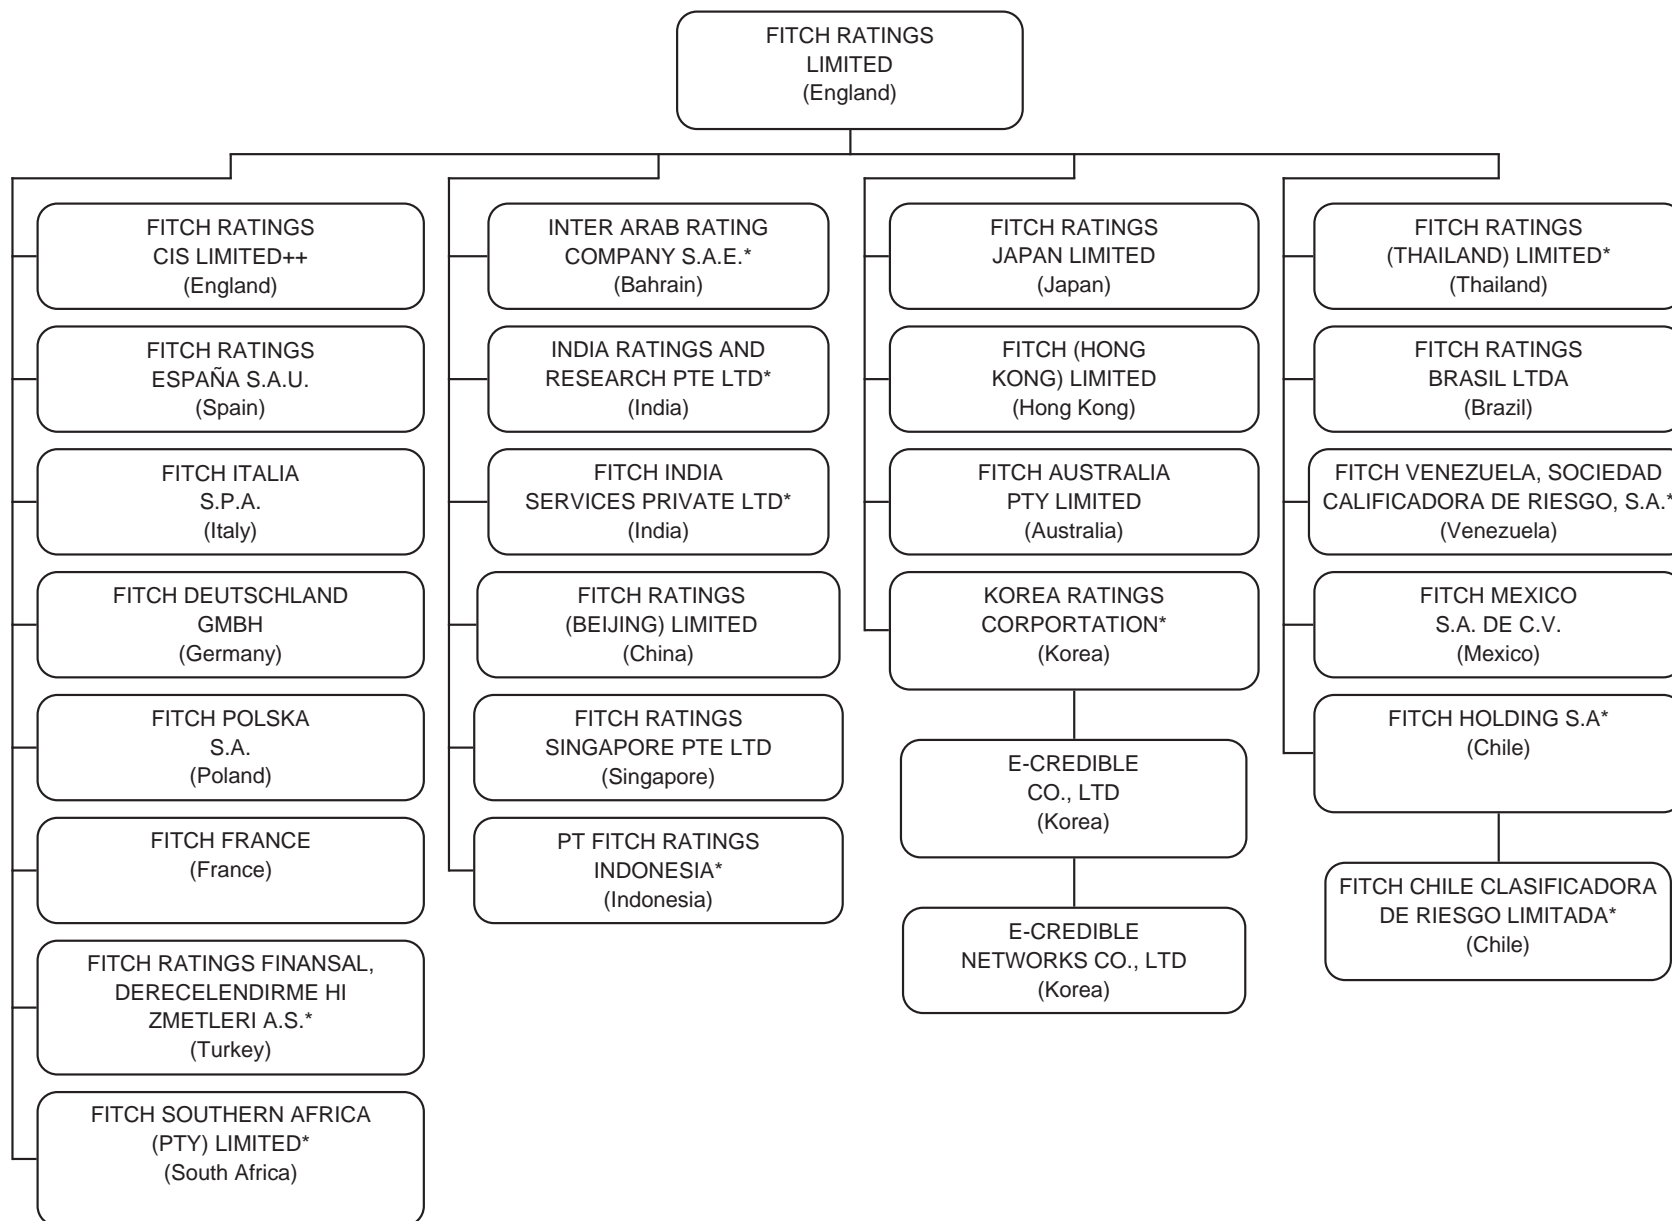 FITCH RATINGS
LIMITED
(England)
FITCH RATINGS
CIS LIMITED++
(England)
FITCH RATINGS
ESPAÑA S.A.U.
(Spain)
FITCH ITALIA
S.P.A.
(Italy)
FITCH DEUTSCHLAND
GMBH
(Germany)
FITCH POLSKA
S.A.
(Poland)
FITCH FRANCE
(France)
FITCH RATINGS FINANSAL,
DERECELENDIRME HI
ZMETLERI A.S.*
(Turkey)
FITCH SOUTHERN AFRICA
(PTY) LIMITED*
(South Africa)
INTER ARAB RATING
COMPANY S.A.E.*
(Bahrain)
INDIA RATINGS AND
RESEARCH PTE LTD*
(India)
FITCH INDIA
SERVICES PRIVATE LTD*
(India)
FITCH RATINGS
(BEIJING) LIMITED
(China)
FITCH RATINGS
SINGAPORE PTE LTD
(Singapore)
PT FITCH RATINGS
INDONESIA*
(Indonesia)
FITCH RATINGS
JAPAN LIMITED
(Japan)
FITCH (HONG
KONG) LIMITED
(Hong Kong)
FITCH AUSTRALIA
PTY LIMITED
(Australia)
KOREA RATINGS
CORPORTATION*
(Korea)
E-CREDIBLE
CO., LTD
(Korea)
E-CREDIBLE
NETWORKS CO., LTD
(Korea)
FITCH RATINGS
(THAILAND) LIMITED*
(Thailand)
FITCH RATINGS
BRASIL LTDA
(Brazil)
FITCH VENEZUELA, SOCIEDAD
CALIFICADORA DE RIESGO, S.A.*
(Venezuela)
FITCH MEXICO
S.A. DE C.V.
(Mexico)
FITCH HOLDING S.A*
(Chile)
FITCH CHILE CLASIFICADORA
DE RIESGO LIMITADA*
(Chile)